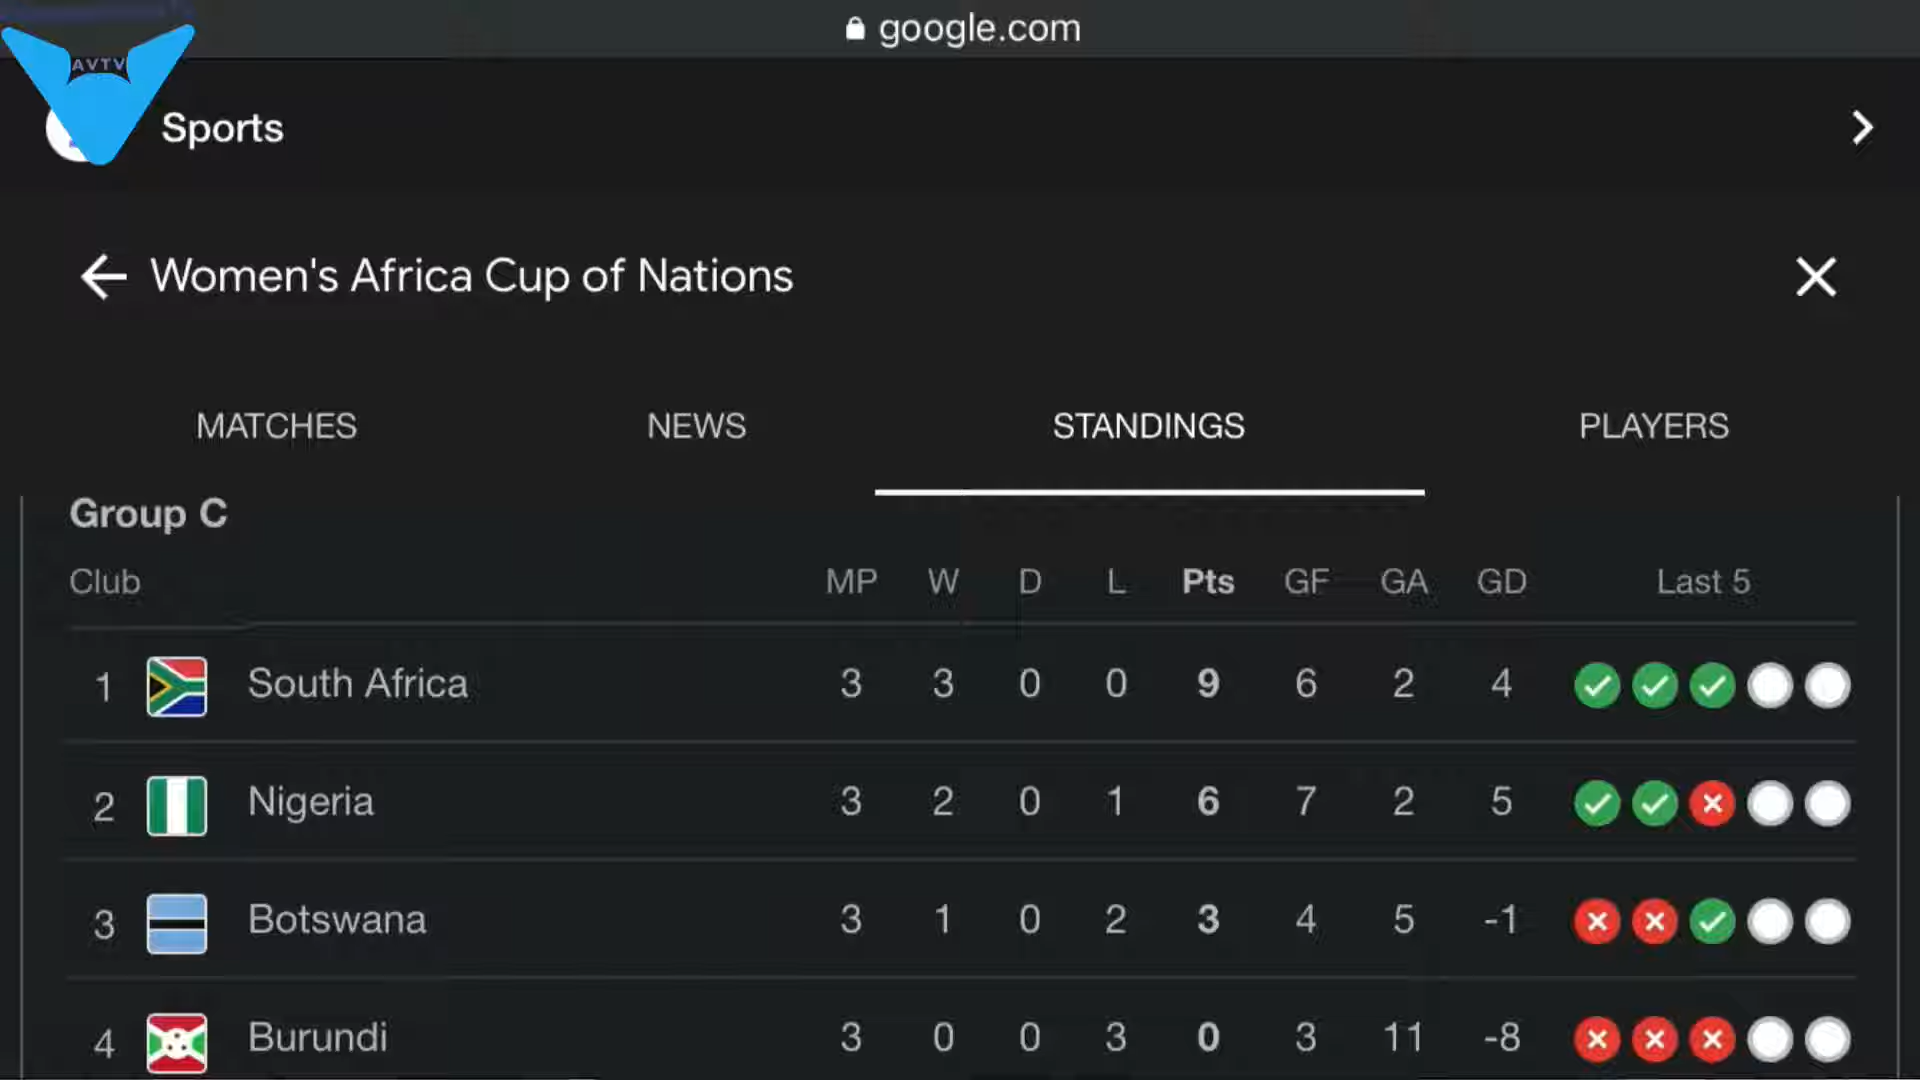 google.com
AVTV
Sports
Women's Africa Cup of Nations
MATCHES NEWS STANDINGS PLAYERS
Group C
Club MP W D L Pts GF GA GD Last 5
1 South Africa 3 3 0 0 9 6 2 4
2 Nigeria 3 2 0 1 6 7 2 5
3 Botswana 3 1 0 2 3 4 5 -1
4 Burundi 3 0 0 3 0 3 11 -8